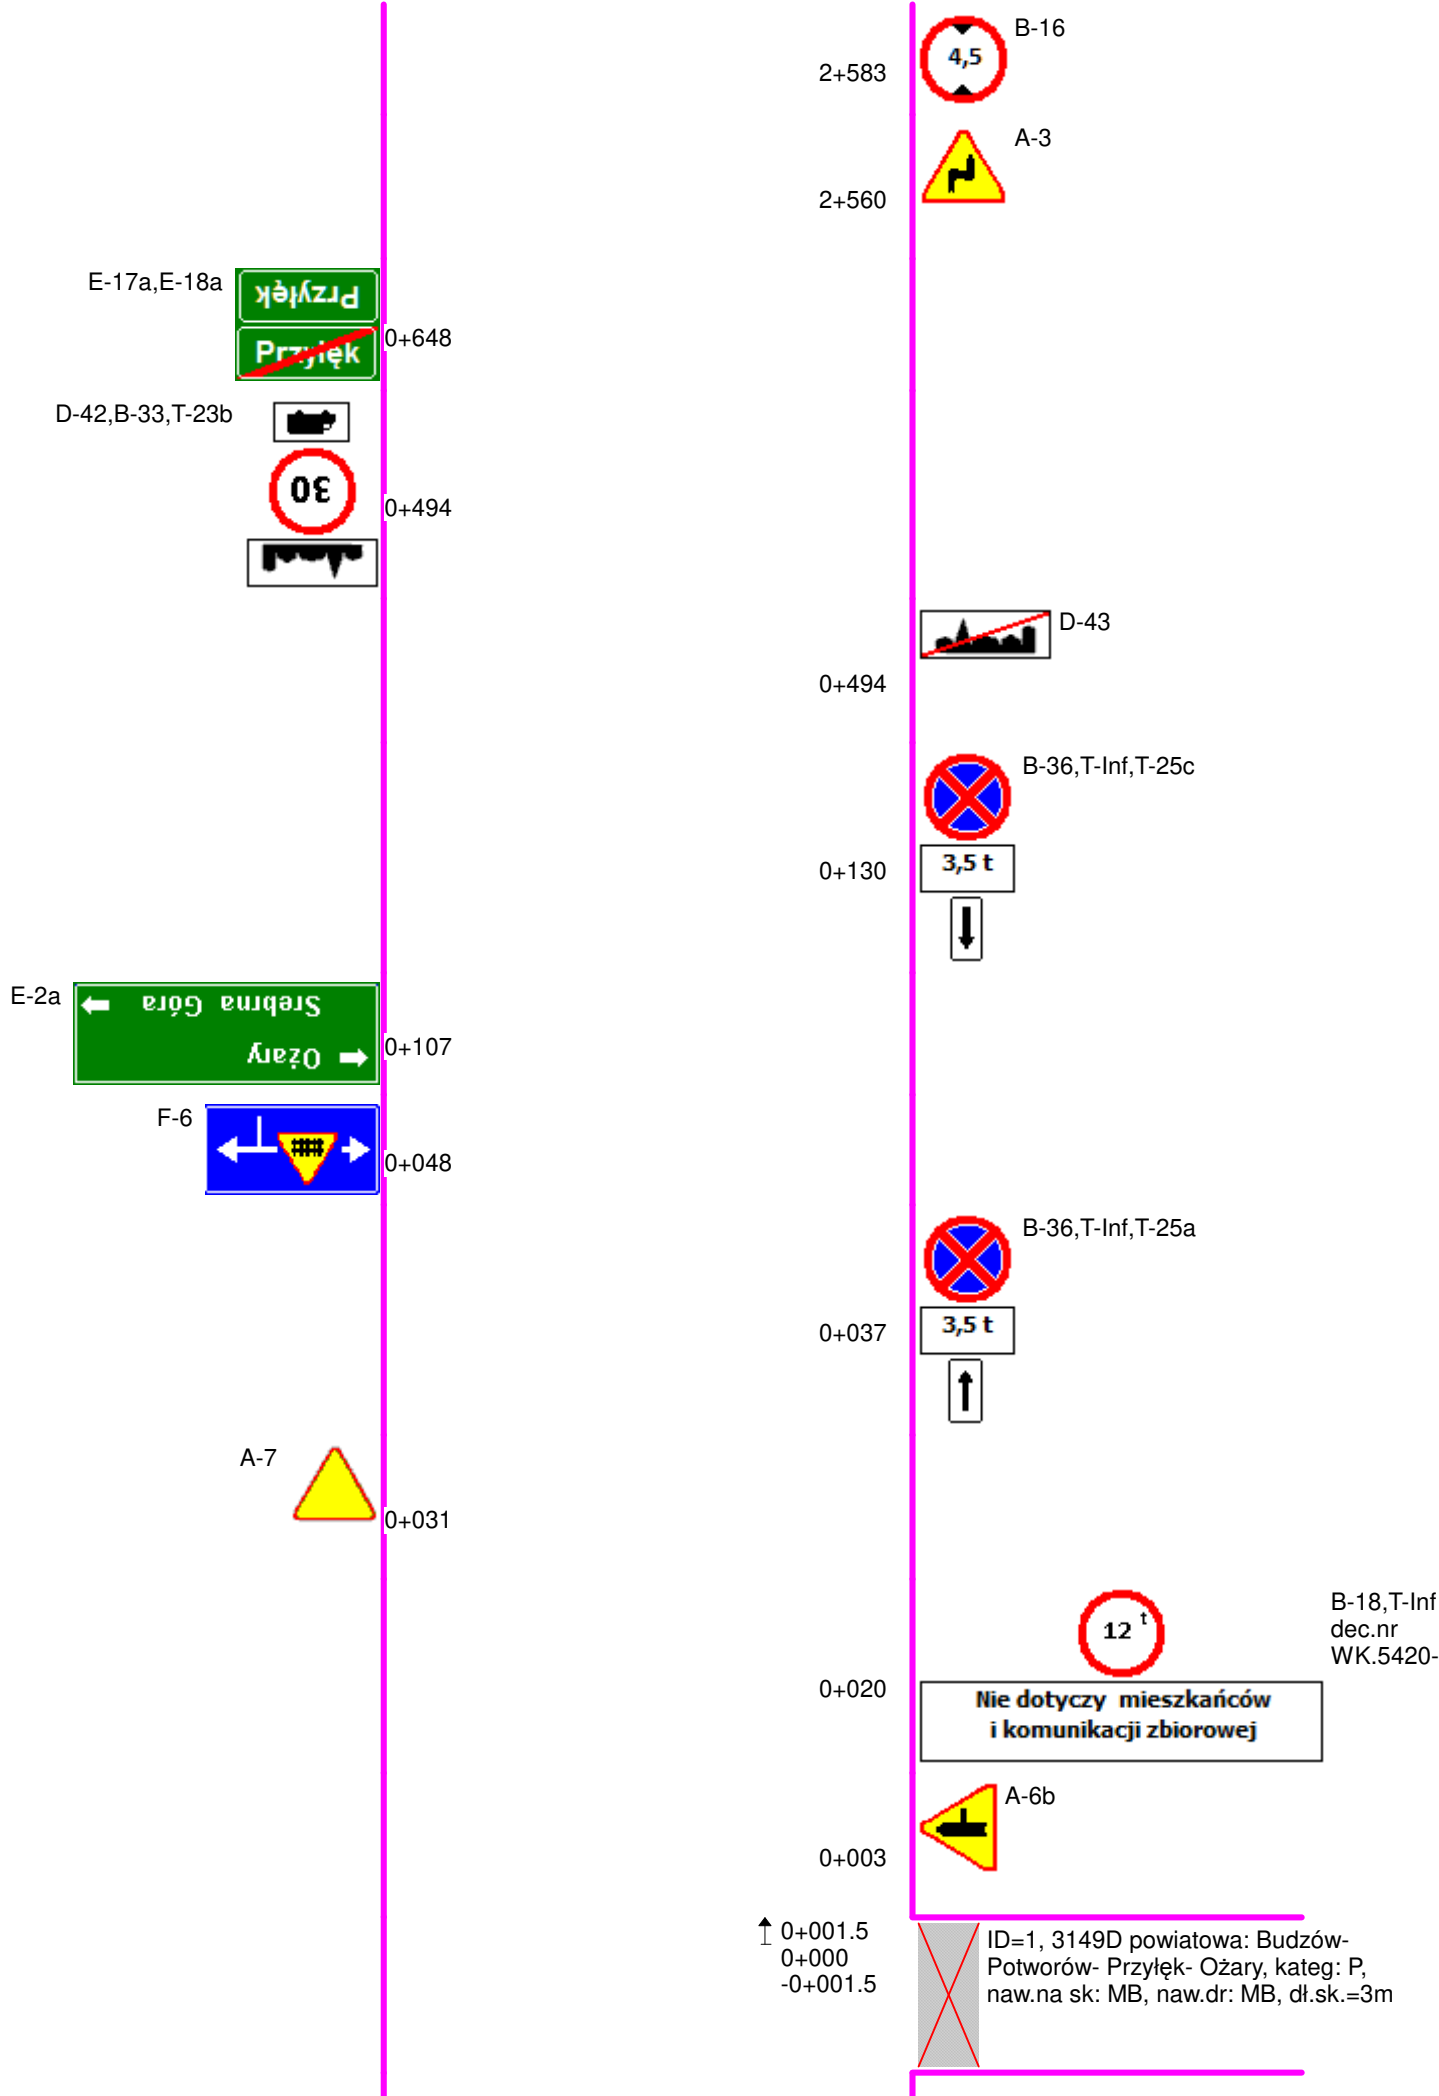 B-16
4,5
2+583
A-3
2+560
E-17a,E-18a
Przyłęk
Przyłęk
0+648
D-42,B-33,T-23b
30
0+494
D-43
0+494
B-36,T-Inf,T-25c
3,5 t
0+130
E-2a
Srebrna Góra
Ożary
0+107
F-6
0+048
B-36,T-Inf,T-25a
3,5 t
0+037
A-7
0+031
B-18,T-Inf
dec.nr
WK.5420-
12 t
0+020
Nie dotyczy mieszkańców
i komunikacji zbiorowej
A-6b
0+003
0+001.5
0+000
-0+001.5
ID=1, 3149D powiatowa: Budzów-
Potworów- Przyłęk- Ożary, kateg: P,
naw.na sk: MB, naw.dr: MB, dł.sk.=3m